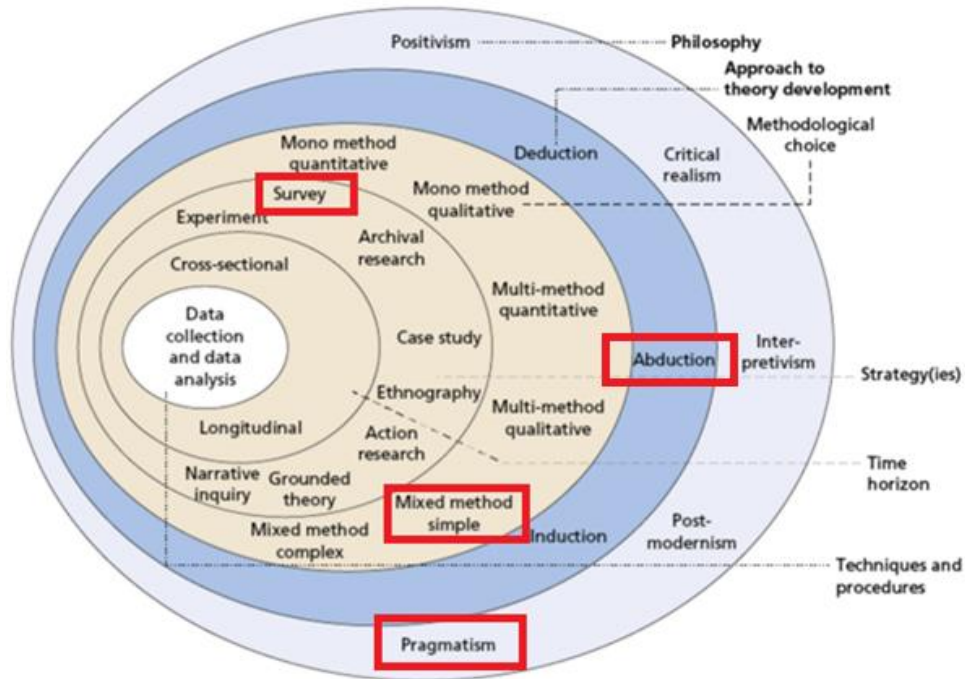 Positivism
Philosophy
Approach to
theory development
Methodological
choice
Mono method
quantitative
Deduction
Critical
realism
Survey
Mono method
qualitative
Experiment
Archival
research
Cross-sectional
Multi-method
quantitative
Data
collection
and data
analysis
Case study
Abduction
Inter-
pretivism
Strategy(ies)
Ethnography
Multi-method
qualitative
Longitudinal
Action
research
Time
horizon
Narrative
inquiry
Grounded
theory
Mixed method
simple
Mixed method
complex
Induction
Post-
modernism
Techniques and
procedures
Pragmatism